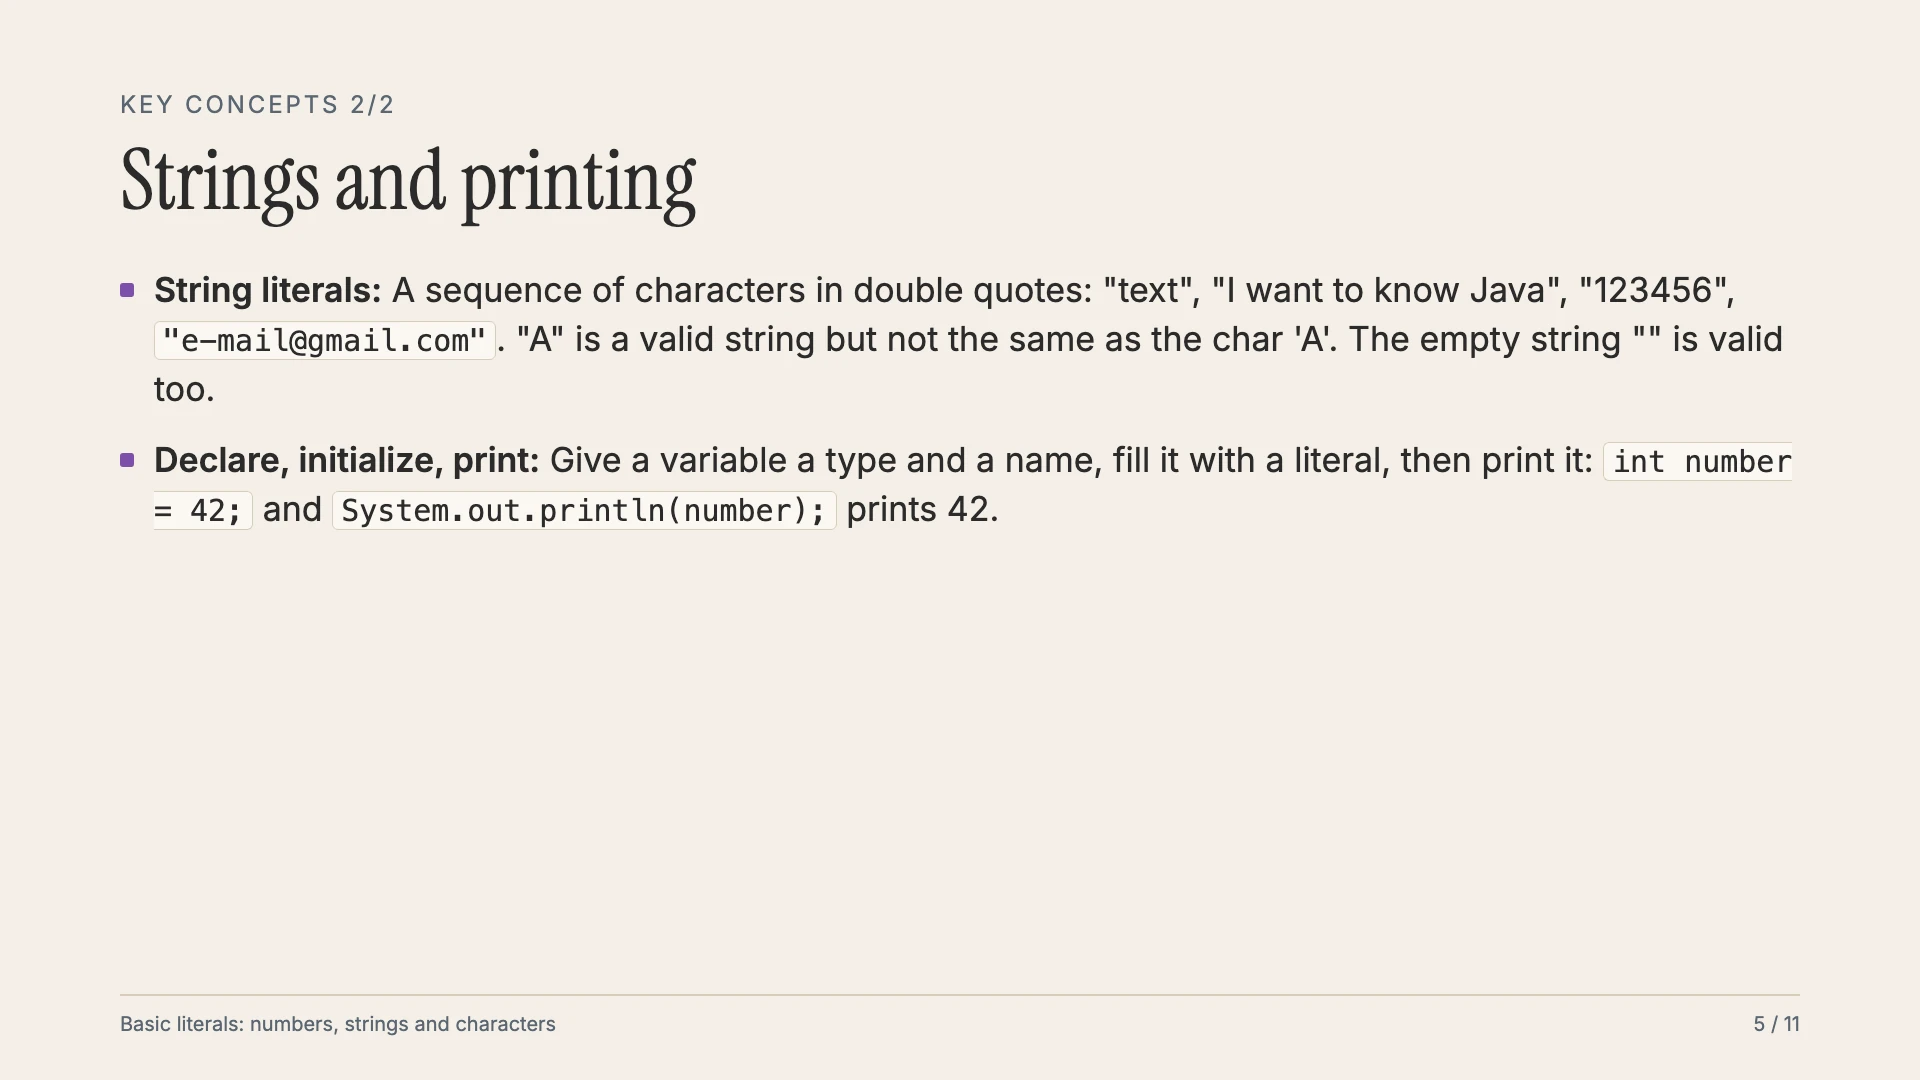 KEY CONCEPTS 2/2
Strings and printing
String literals: A sequence of characters in double quotes: "text", "I want to know Java", "123456",
"e-mail@gmail.com". "A" is a valid string but not the same as the char 'A'. The empty string "" is valid
too.
Declare, initialize, print: Give a variable a type and a name, fill it with a literal, then print it: int number
= 42; and System.out.println(number); prints 42.
Basic literals: numbers, strings and characters
5 / 11